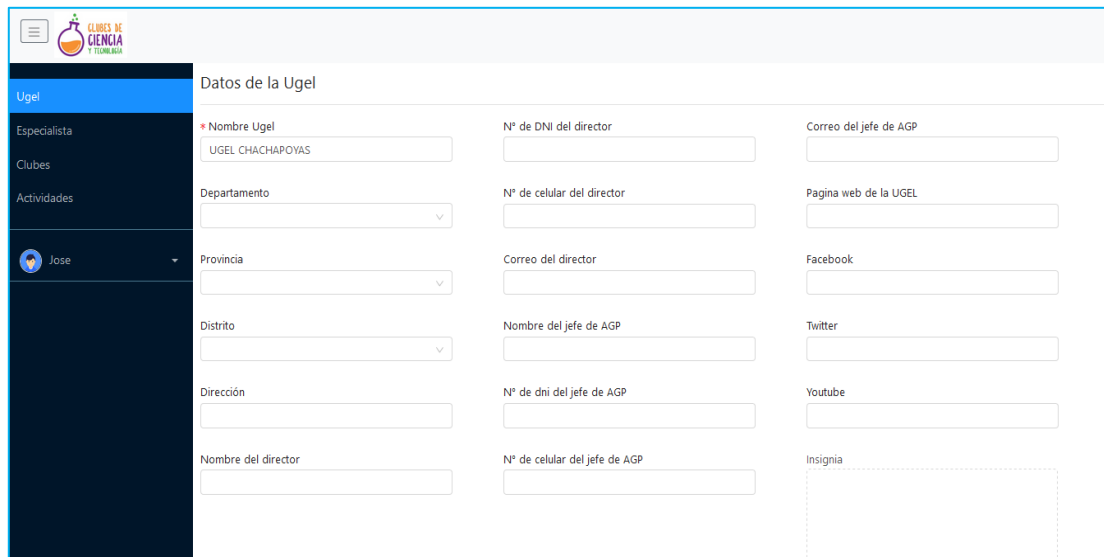 CLUBES DE
CIENCIA
Y TECNOLOGÍA
Ugel
Especialista
Clubes
Actividades
Jose
Datos de la Ugel
* Nombre Ugel
UGEL CHACHAPOYAS
Departamento
Provincia
Distrito
Dirección
Nombre del director
N° de DNI del director
N° de celular del director
Correo del director
Nombre del jefe de AGP
N° de dni del jefe de AGP
N° de celular del jefe de AGP
Correo del jefe de AGP
Pagina web de la UGEL
Facebook
Twitter
Youtube
Insignia